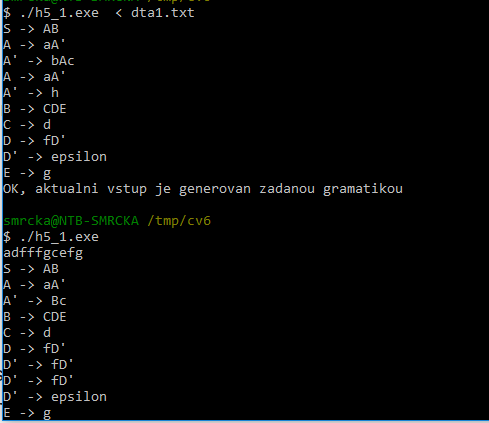 $ ./h5_1.exe  < dta1.txt
S -> AB
A -> aA'
A' -> bAc
A -> aA'
A' -> h
B -> CDE
C -> d
D -> fD'
D' -> epsilon
E -> g
OK, aktualni vstup je generovan zadanou gramatikou
smrcka@NTB-SMRCKA /tmp/cv6
$ ./h5_1.exe
adfffgcefg
S -> AB
A -> aA'
A' -> Bc
B -> CDE
C -> d
D -> fD'
D' -> fD'
D' -> fD'
D' -> epsilon
E -> g